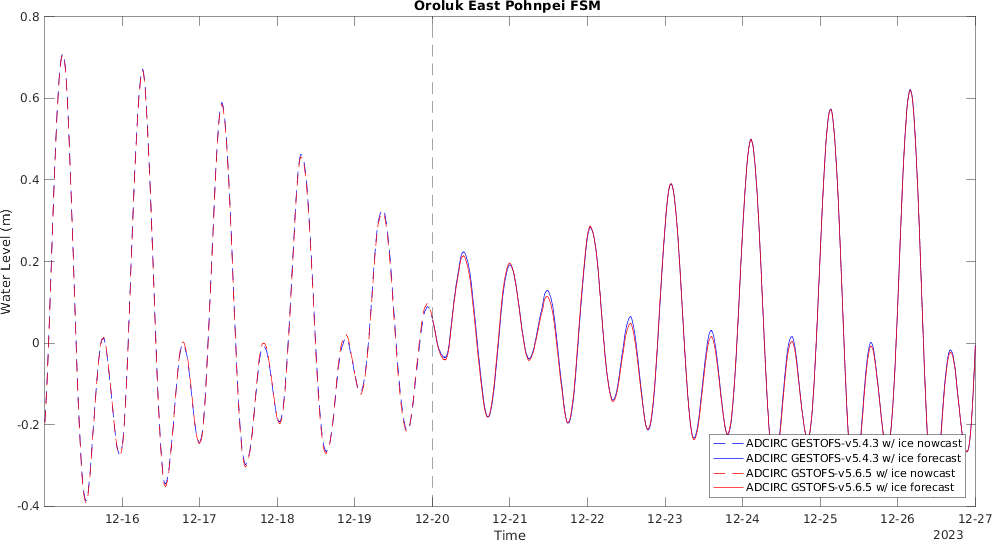 Oroluk East Pohnpei FSM
0.8
0.6
0.4
0.2
0
-0.2
-0.4
Water Level (m)
ADCIRC GESTOFS-v5.4.3 w/ ice nowcast
ADCIRC GESTOFS-v5.4.3 w/ ice forecast
ADCIRC GSTOFS-v5.6.5 w/ ice nowcast
ADCIRC GSTOFS-v5.6.5 w/ ice forecast
12-16 12-17 12-18 12-19 12-20 12-21 12-22 12-23 12-24 12-25 12-26 12-27
Time
2023